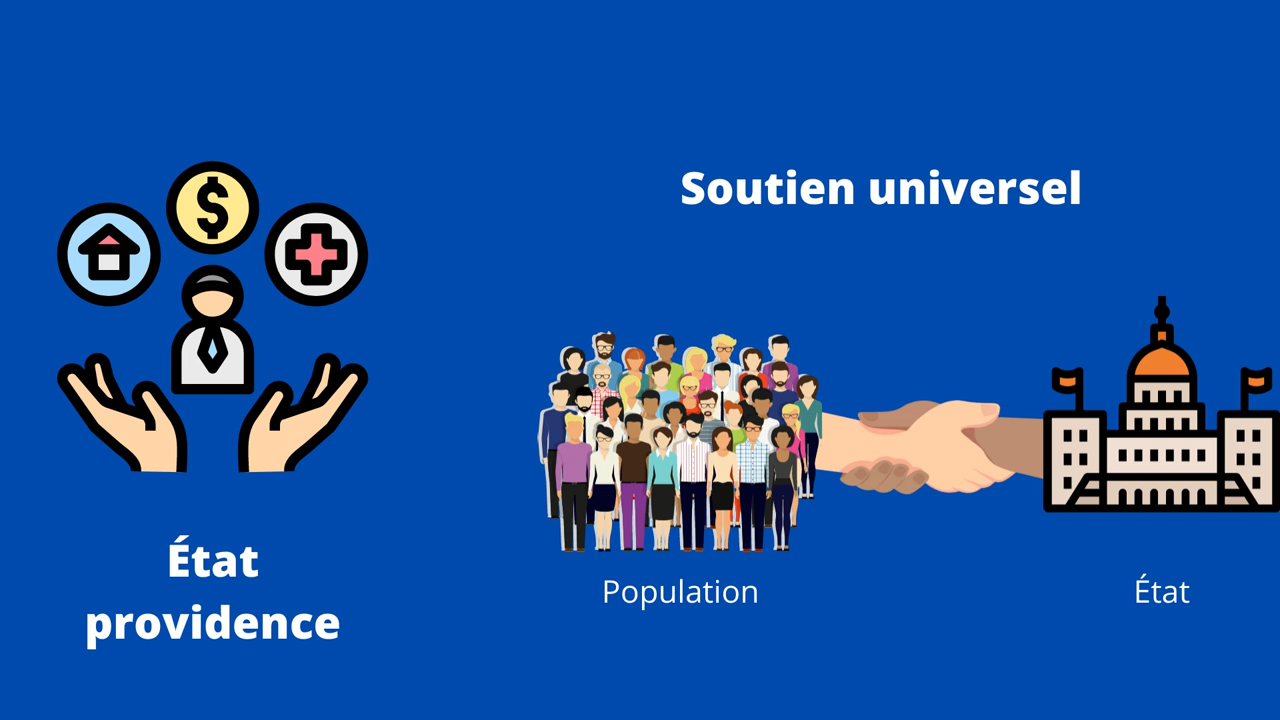 Soutien universel
État
providence
Population
État